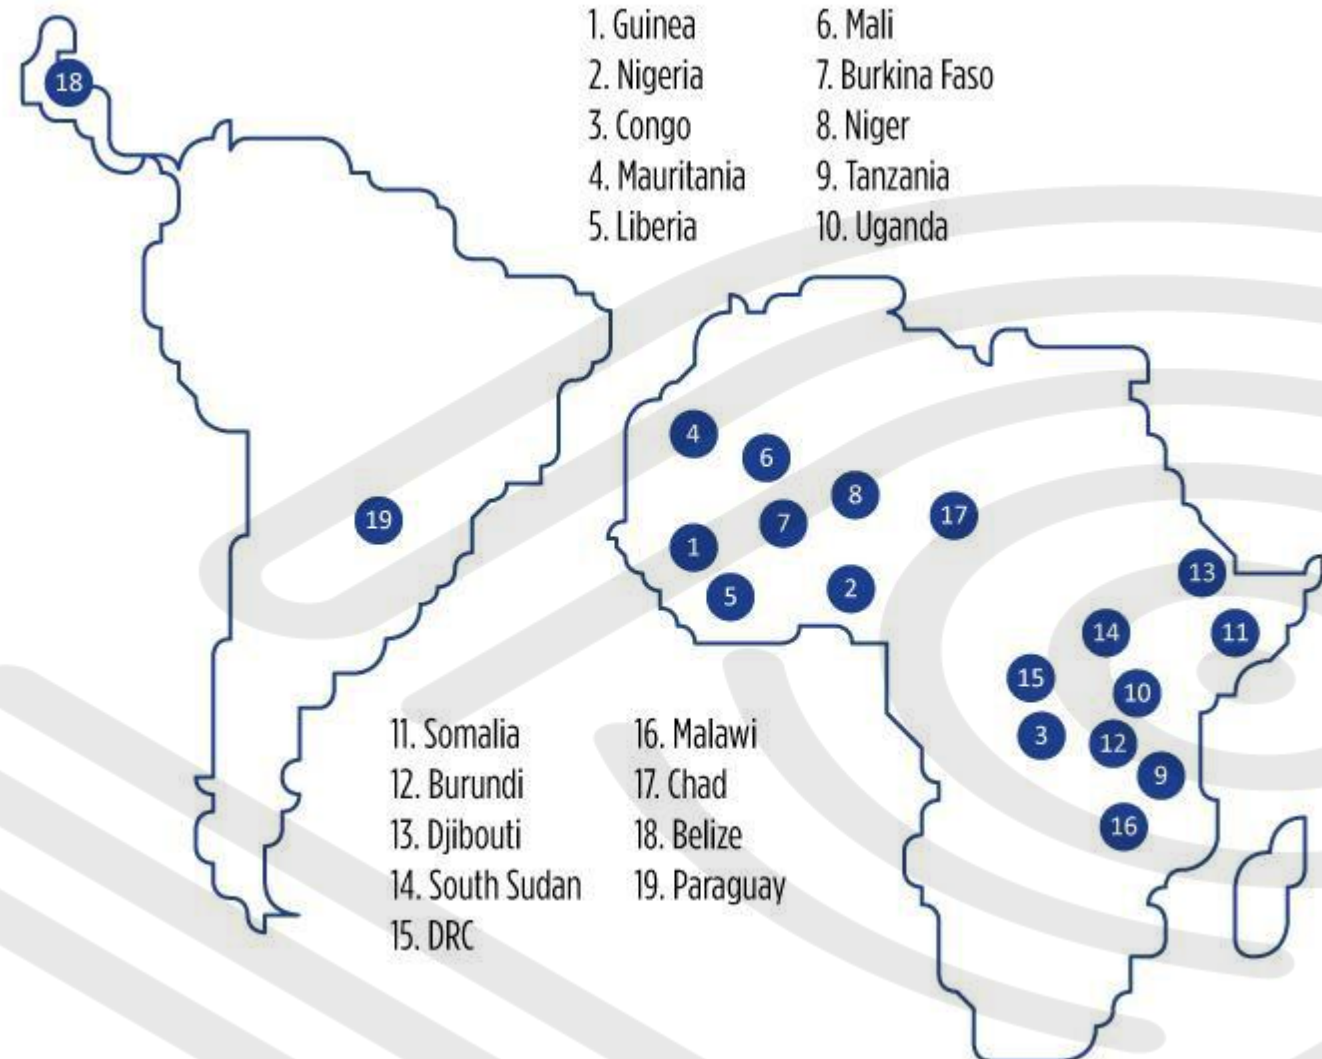 1. Guinea
2. Nigeria
3. Congo
4. Mauritania
5. Liberia
6. Mali
7. Burkina Faso
8. Niger
9. Tanzania
10. Uganda
18
4
6
8
7
17
19
1
5
2
13
14
11
15
10
3
12
9
16
11. Somalia
12. Burundi
13. Djibouti
14. South Sudan
15. DRC
16. Malawi
17. Chad
18. Belize
19. Paraguay